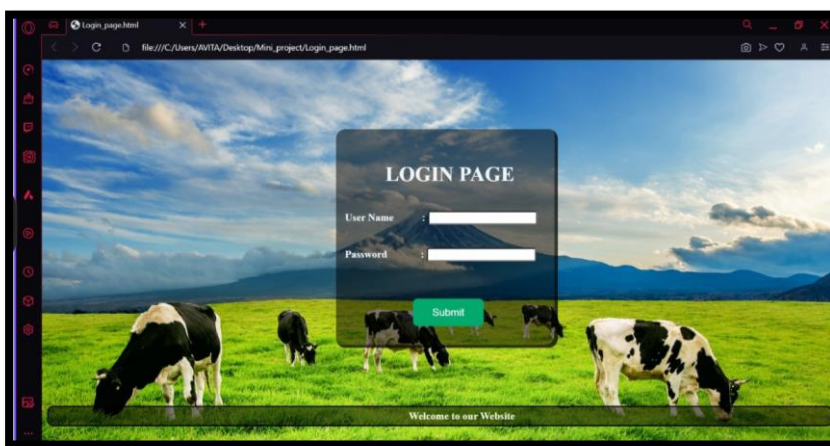 Login_page.html
file:///C:/Users/AVITA/Desktop/Mini_project/Login_page.html
LOGIN PAGE
User Name :
Password :
Submit
Welcome to our Website